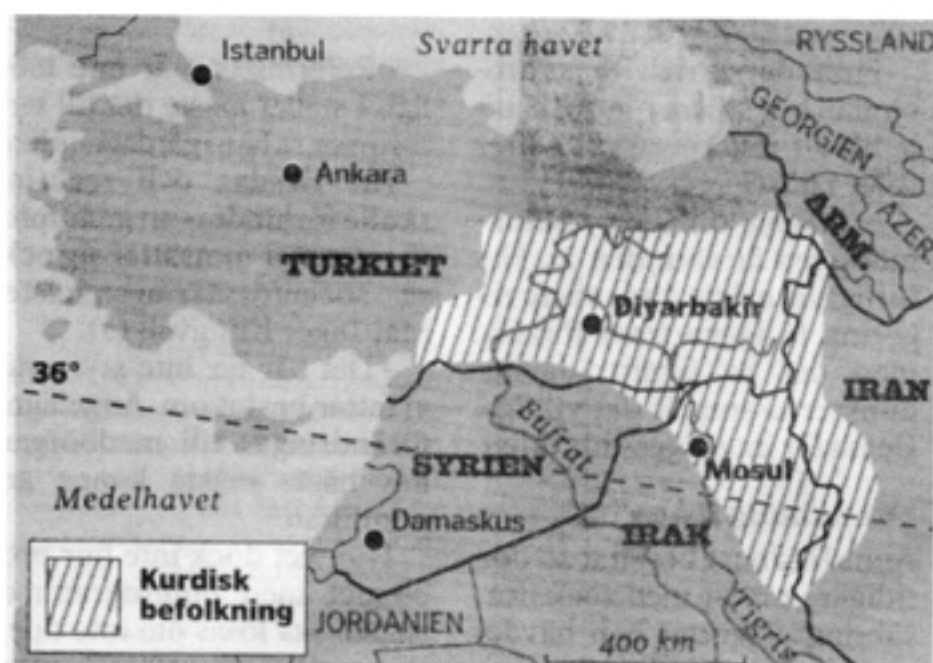 Istanbul
Svarta havet
RYSSLAND
GEORGIEN
Ankara
ARM.
AZER
TURKIET
Diyarbakir
36°
IRAN
Eufrat
SYRIEN
Mosul
Medelhavet
Damaskus
IRAK
Kurdisk
befolkning
JORDANIEN
Tigris
400 km